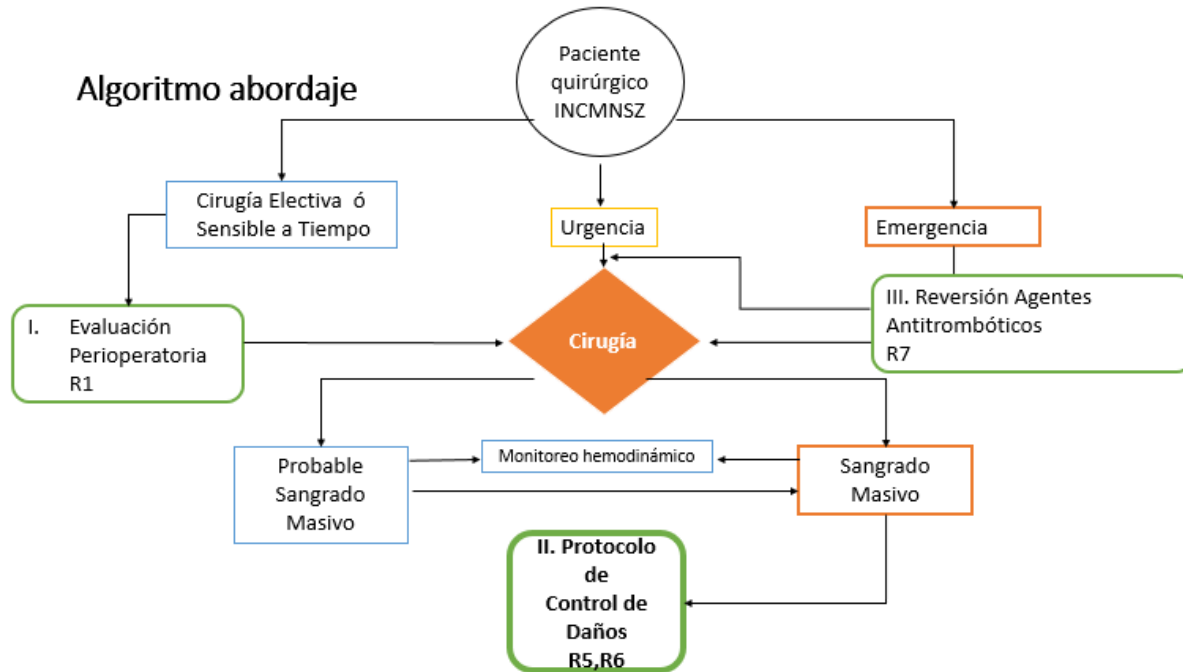 Algoritmo abordaje
Paciente
quirúrgico
INCMNSZ
Cirugía Electiva ó
Sensible a Tiempo
Urgencia
Emergencia
I. Evaluación
Perioperatoria
R1
Cirugía
III. Reversión Agentes
Antitrombóticos
R7
Probable
Sangrado
Masivo
Monitoreo hemodinámico
Sangrado
Masivo
II. Protocolo
de
Control de
Daños
R5,R6